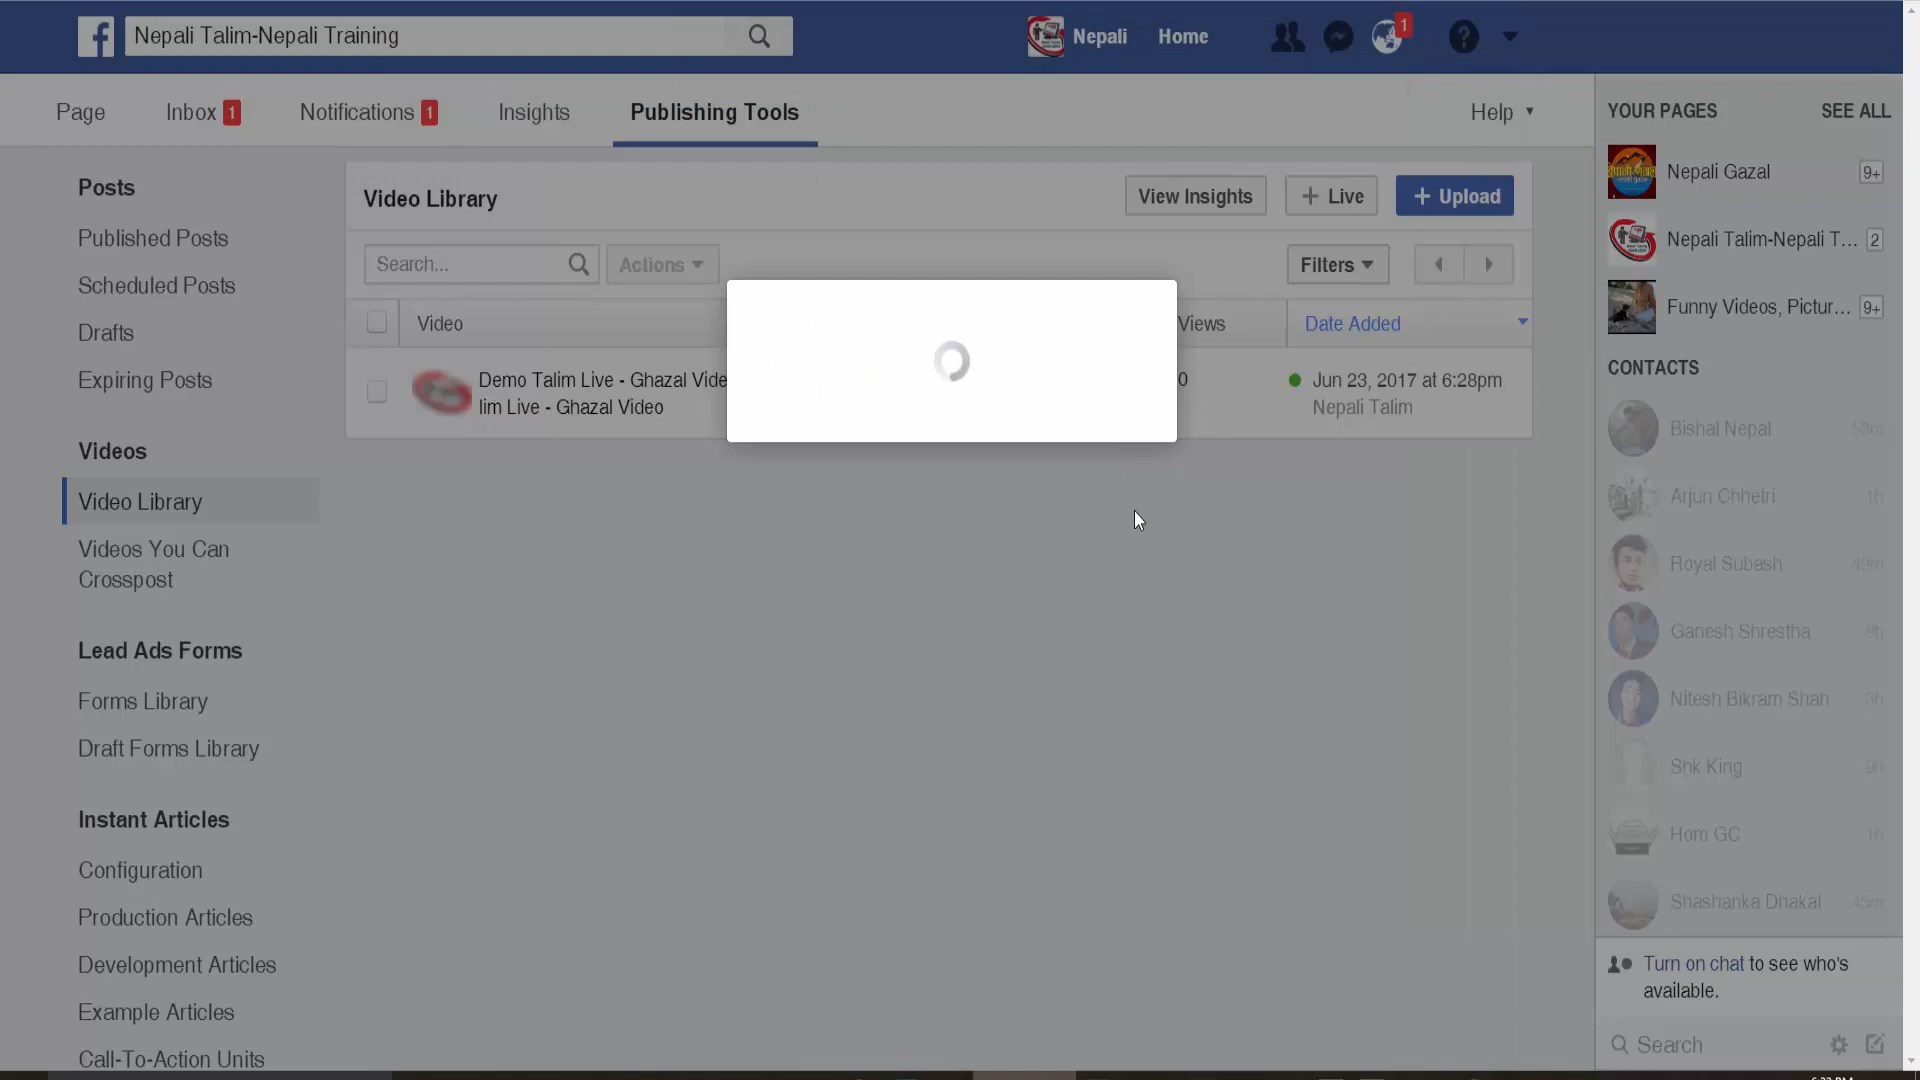 Nepali Talim-Nepali Training
Nepali
Home
1
Page
Inbox 1
Notifications 1
Insights
Publishing Tools
Help
Posts
Published Posts
Scheduled Posts
Drafts
Expiring Posts
Videos
Video Library
Videos You Can
Crosspost
Lead Ads Forms
Forms Library
Draft Forms Library
Instant Articles
Configuration
Production Articles
Development Articles
Example Articles
Call-To-Action Units
Video Library
View Insights
+ Live
+ Upload
Search...
Actions
Filters
Video
Views
Date Added
Demo Talim Live - Ghazal Vide
lim Live - Ghazal Video
0
Jun 23, 2017 at 6:28pm
Nepali Talim
YOUR PAGES
SEE ALL
Nepali Gazal 9+
Nepali Talim-Nepali T... 2
Funny Videos, Pictur... 9+
CONTACTS
Bishal Nepal
Arjun Chhetri 1h
Royal Subash 49m
Ganesh Shrestha
Nitesh Bikram Shah 3h
Shk King
Hom GC 1h
Shashanka Dhakal 45m
Turn on chat to see who's
available.
Search